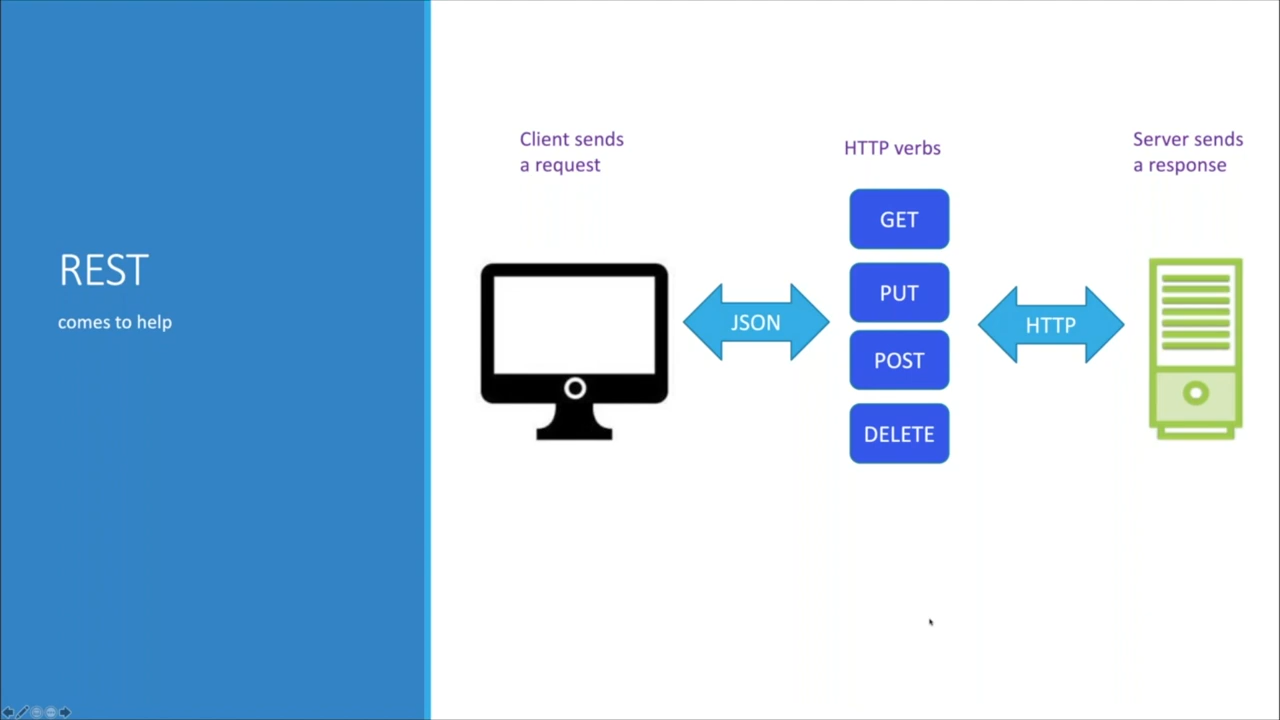 REST
comes to help
Client sends
a request
HTTP verbs
Server sends
a response
GET
PUT
POST
DELETE
JSON
HTTP